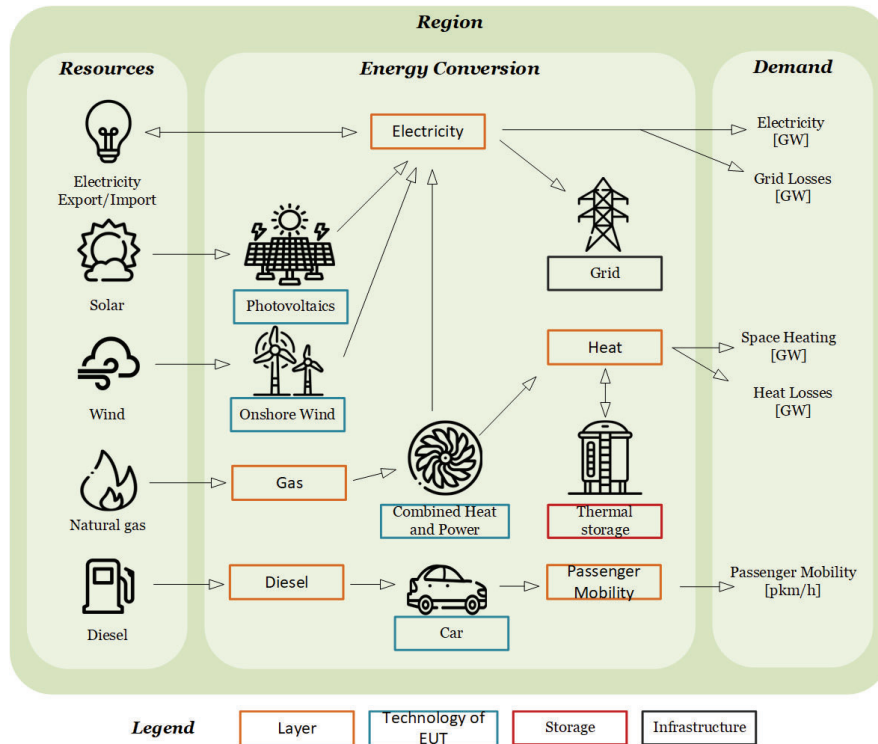 Region
Resources
Energy Conversion
Demand
Electricity
Export/Import
Solar
Wind
Natural gas
Diesel
Electricity
Photovoltaics
Onshore Wind
Gas
Diesel
Combined Heat
and Power
Car
Grid
Heat
Thermal
storage
Passenger
Mobility
Electricity
[GW]
Grid Losses
[GW]
Space Heating
[GW]
Heat Losses
[GW]
Passenger Mobility
[pkm/h]
Legend
Layer
Technology of
EUT
Storage
Infrastructure